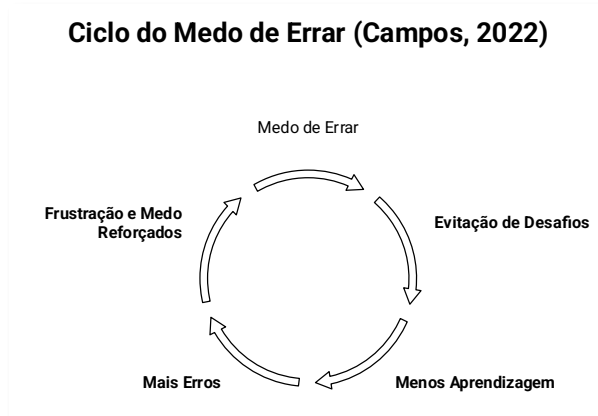 Ciclo do Medo de Errar (Campos, 2022)
Medo de Errar
Evitação de Desafios
Menos Aprendizagem
Mais Erros
Frustração e Medo
Reforçados